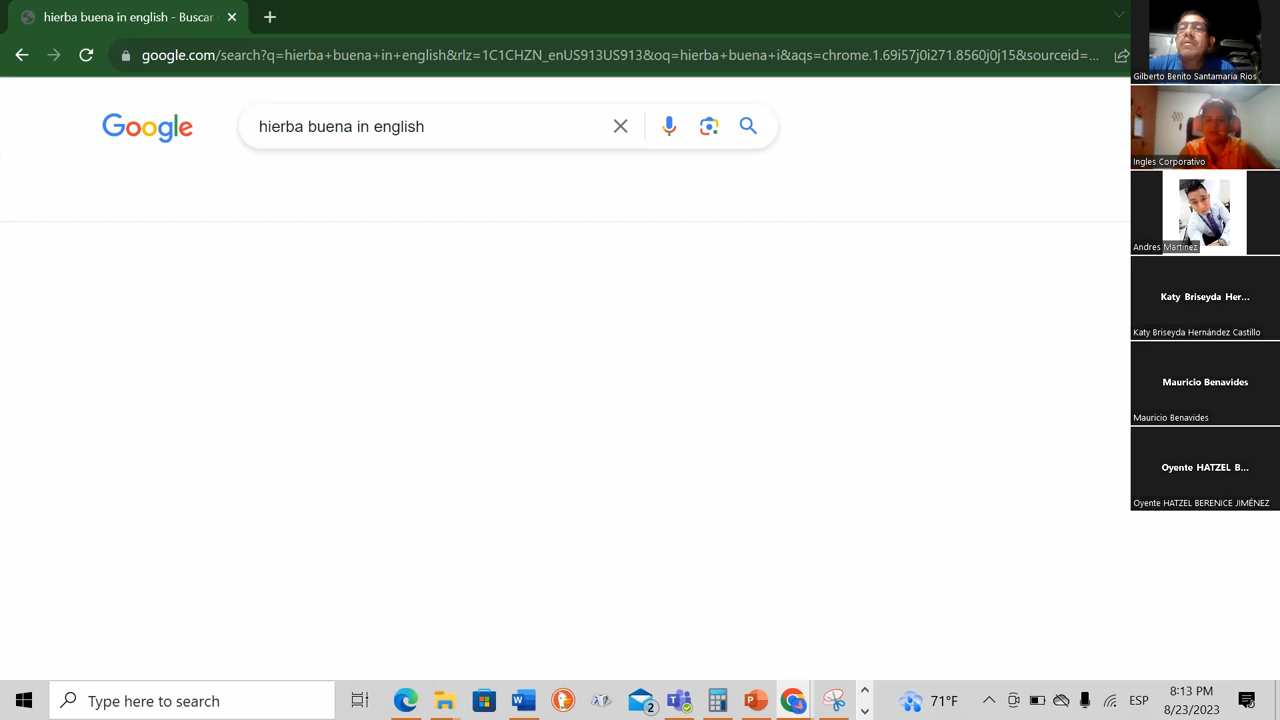 hierba buena in english - Buscar
google.com/search?q=hierba+buena+in+english&rlz=1C1CHZN_enUS913US913&oq=hierba+buena+i&aqs=chrome.1.69i57j0i271l8560j0j15&sourceid=...
Google
hierba buena in english
Gilberto Benito Santamaria Rios
Ingles Corporativo
Andres Martinez
Katy Briseyda Her...
Katy Briseyda Hernández Castillo
Mauricio Benavides
Mauricio Benavides
Oyente HATZEL B...
Oyente HATZEL BERENICE JIMÉNEZ
Type here to search
2
71°F
ESP
8:13 PM
8/23/2023